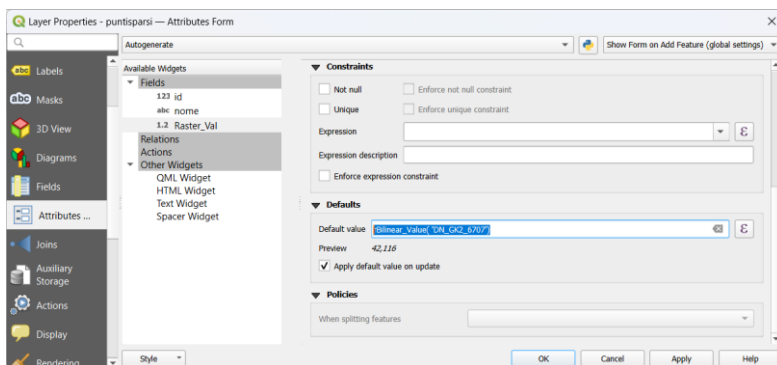 Layer Properties - puntisparsi — Attributes Form
Autogenerate
Show Form on Add Feature (global settings)
abc Labels
abc Masks
3D View
Diagrams
Fields
Attributes ...
Joins
Auxiliary
Storage
Actions
Display
Rendering
Available Widgets
Fields
123 id
abc nome
1.2 Raster_Val
Relations
Actions
Other Widgets
QML Widget
HTML Widget
Text Widget
Spacer Widget
Style
Constraints
Not null
Enforce not null constraint
Unique
Enforce unique constraint
Expression
ε
Expression description
Enforce expression constraint
Defaults
Default value
Bilinear_Value( "DN_GK2_6707")
ε
Preview 42,116
Apply default value on update
Policies
When splitting features
OK
Cancel
Apply
Help